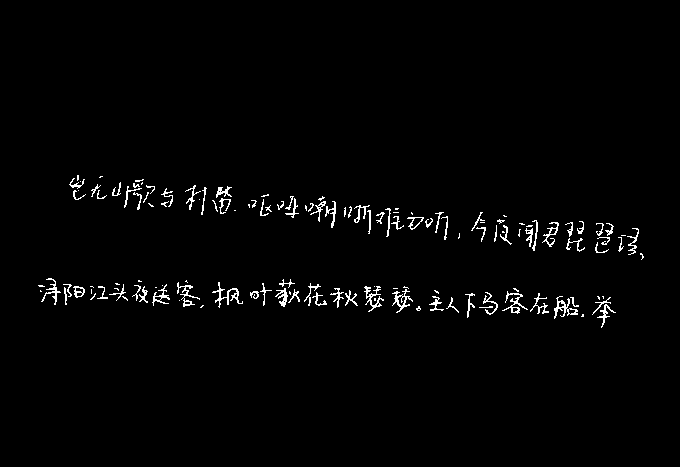 岂无山歌与村笛.呕哑嘲哳难为听,今夜闻君琵琶语、
浔阳江头夜送客,枫叶荻花秋瑟瑟。主人下马客在船.举